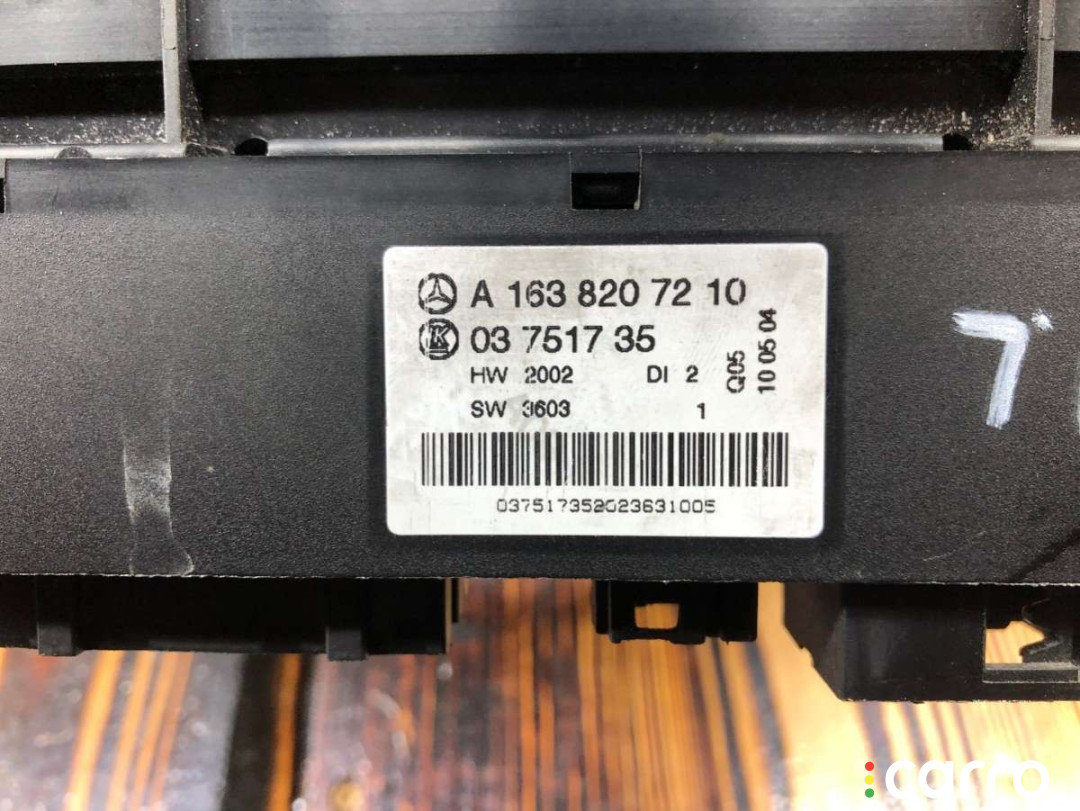 A 163 820 72 10
K 03 7517 35
HW 2002 DI 2
SW 3603 1
Q05
10 05 04
037517352023631005
7
carro